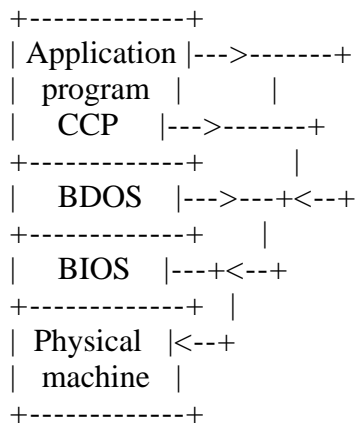 +-------------+
| Application |--->--------+
|   program   |        |
|    CCP      |--->-------+
+-------------+         |
|    BDOS     |--->---+<--+
+-------------+      |
|    BIOS     |---+<--+
+-------------+   |
|  Physical   |<--+
|   machine   |
+-------------+